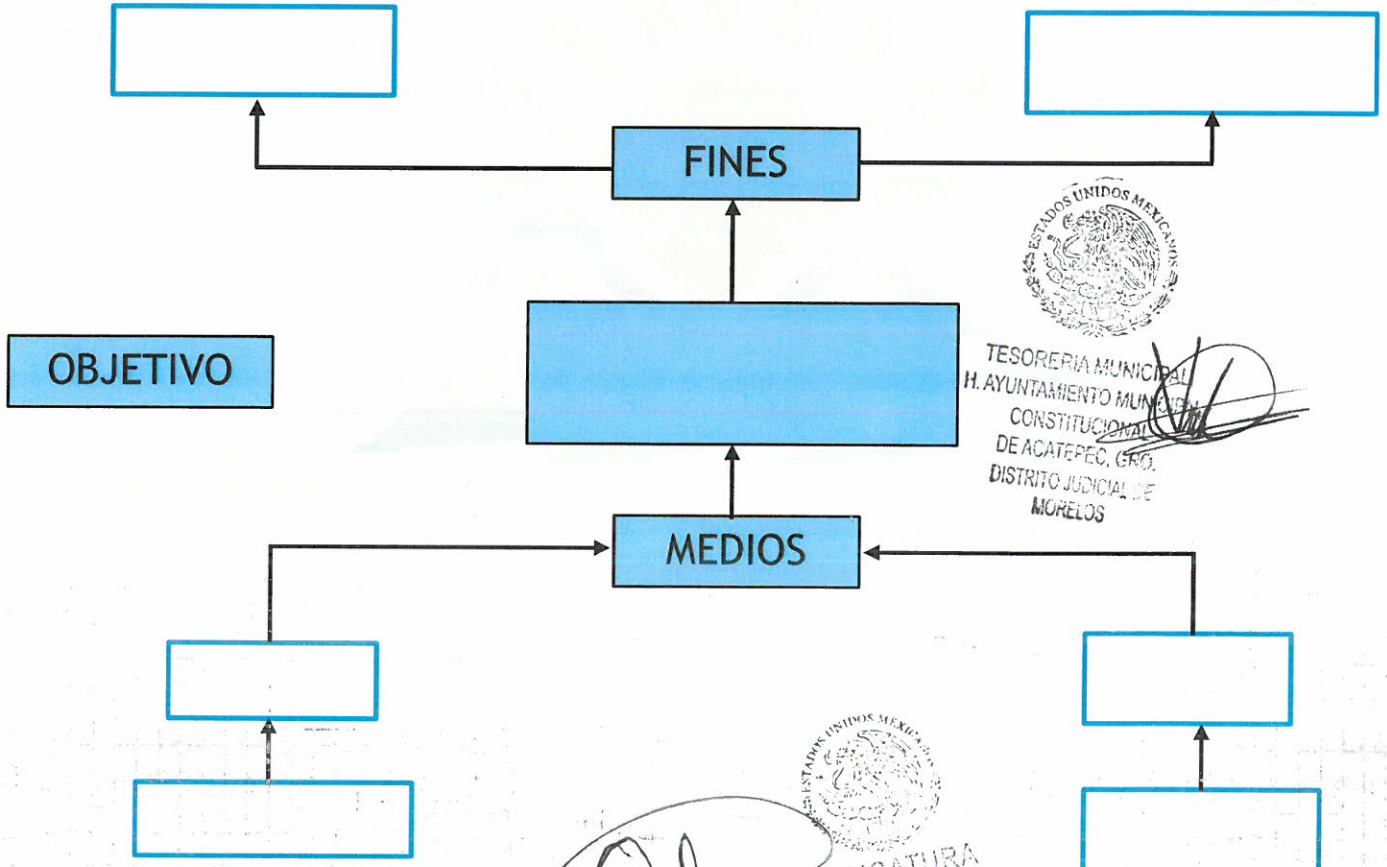 FINES
ESTADOS UNIDOS MEXICANOS
OBJETIVO
TESORERIA MUNICIPAL
H. AYUNTAMIENTO MUNICIPAL
CONSTITUCIONAL
DE ACATEPEC, GRO.
DISTRITO JUDICIAL DE
MORELOS
MEDIOS
ESTADOS UNIDOS MEXICANOS